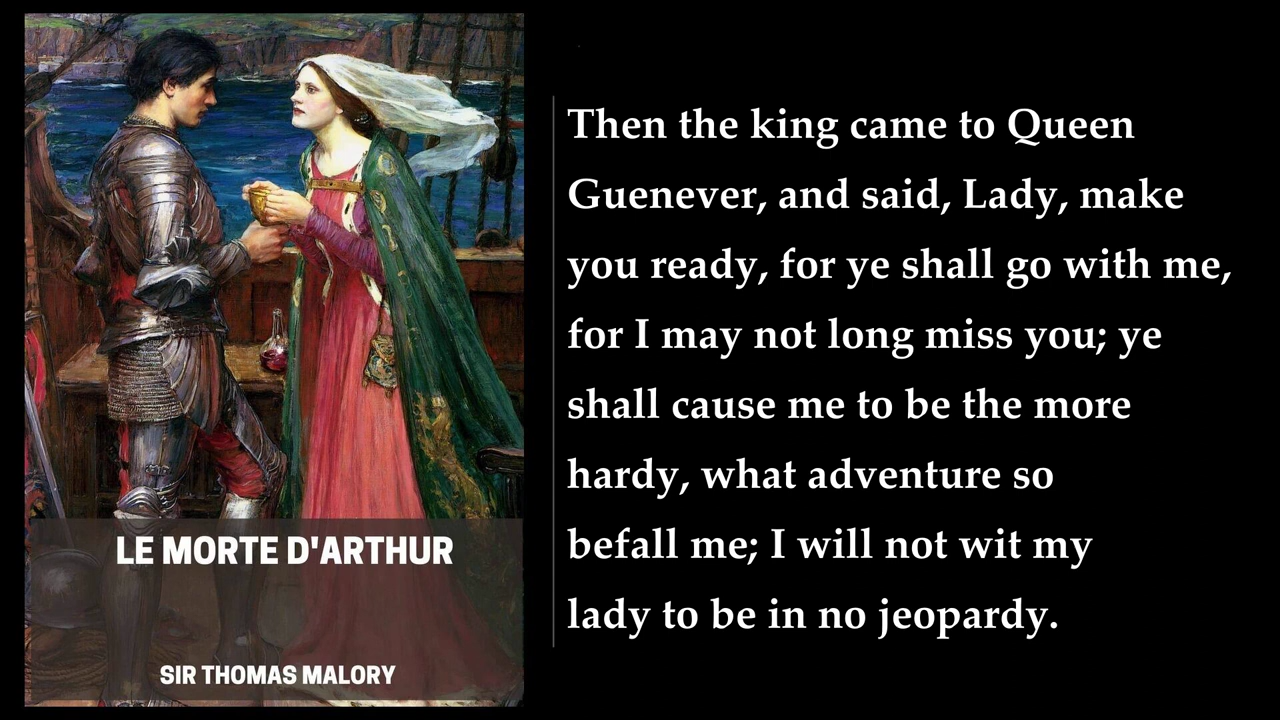 LE MORTE D'ARTHUR
SIR THOMAS MALORY
Then the king came to Queen
Guenever, and said, Lady, make
you ready, for ye shall go with me,
for I may not long miss you; ye
shall cause me to be the more
hardy, what adventure so
befall me; I will not wit my
lady to be in no jeopardy.